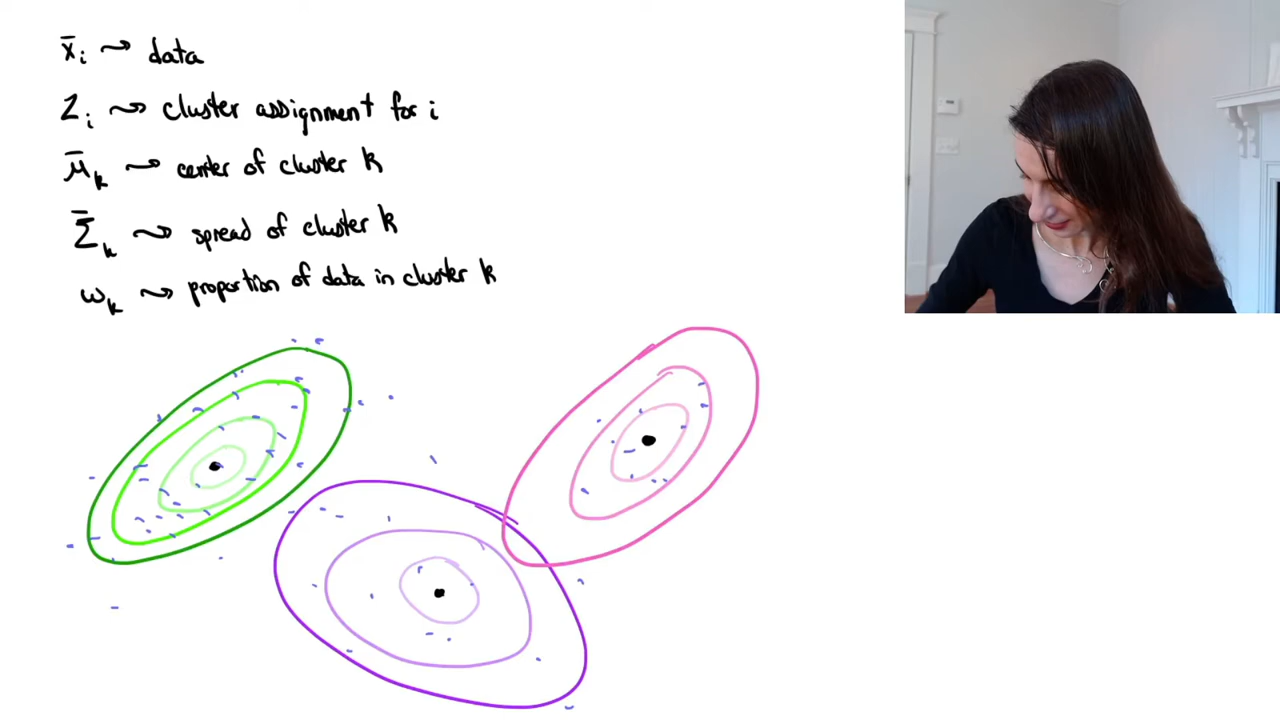 x̄ᵢ ⤳ data
Zᵢ ⤳ cluster assignment for i
μ̄ₖ ⤳ center of cluster k
Σ̄ₖ ⤳ spread of cluster k
ωₖ ⤳ proportion of data in cluster k